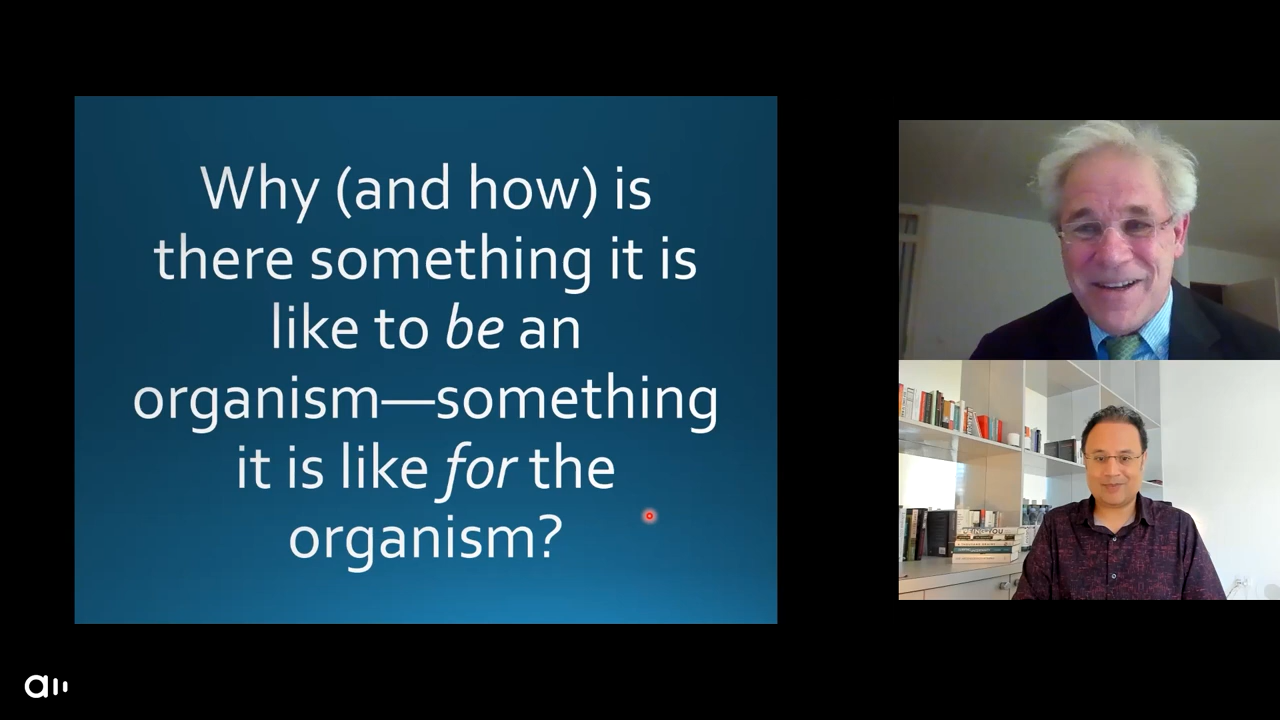 Why (and how) is
there something it is
like to be an
organism—something
it is like for the
organism?